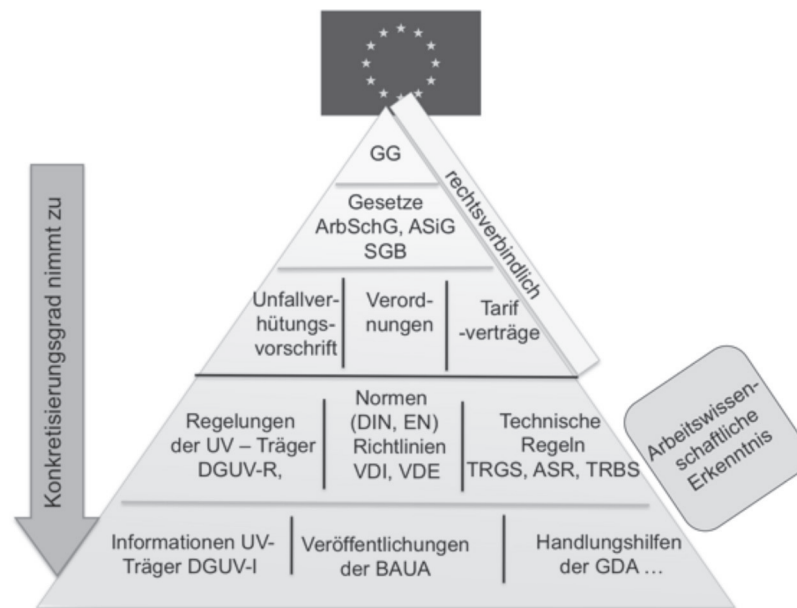 GG
rechtsverbindlich
Gesetze
ArbSchG, ASiG
SGB
Konkretisierungsgrad nimmt zu
Unfallver-
hütungs-
vorschrift
Verord-
nungen
Tarif
-verträge
Regelungen
der UV – Träger
DGUV-R,
Normen
(DIN, EN)
Richtlinien
VDI, VDE
Technische
Regeln
TRGS, ASR, TRBS
Arbeitswissen-
schaftliche
Erkenntnis
Informationen UV-
Träger DGUV-I
Veröffentlichungen
der BAUA
Handlungshilfen
der GDA ...